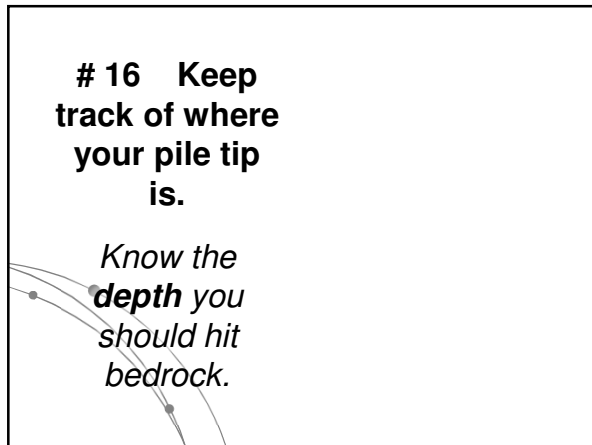 # 16 Keep
track of where
your pile tip
is.
Know the
depth you
should hit
bedrock.